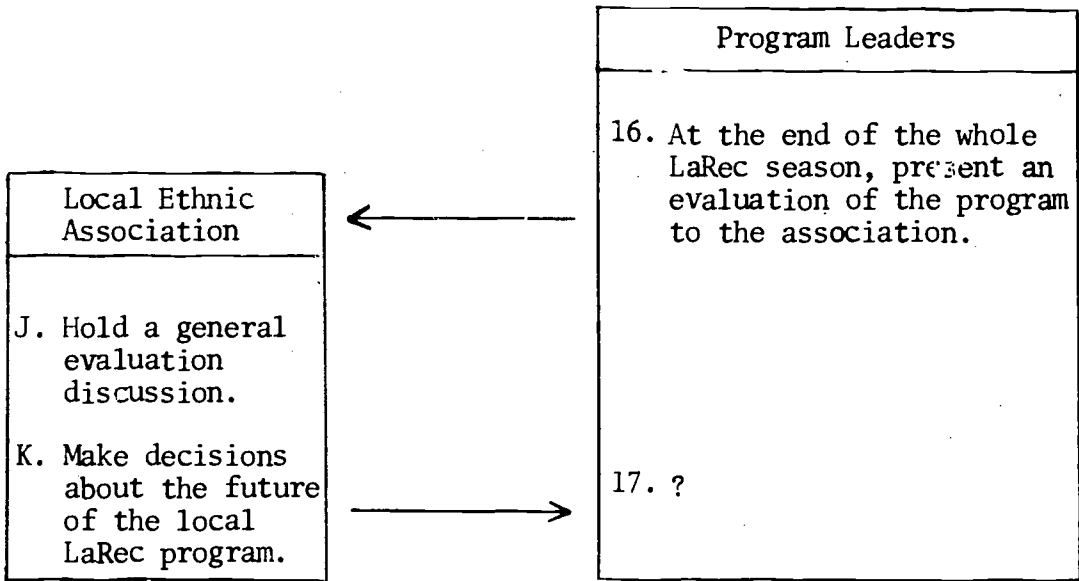 Program Leaders
16. At the end of the whole
LaRec season, present an
evaluation of the program
to the association.
17. ?
Local Ethnic
Association
J. Hold a general
evaluation
discussion.
K. Make decisions
about the future
of the local
LaRec program.